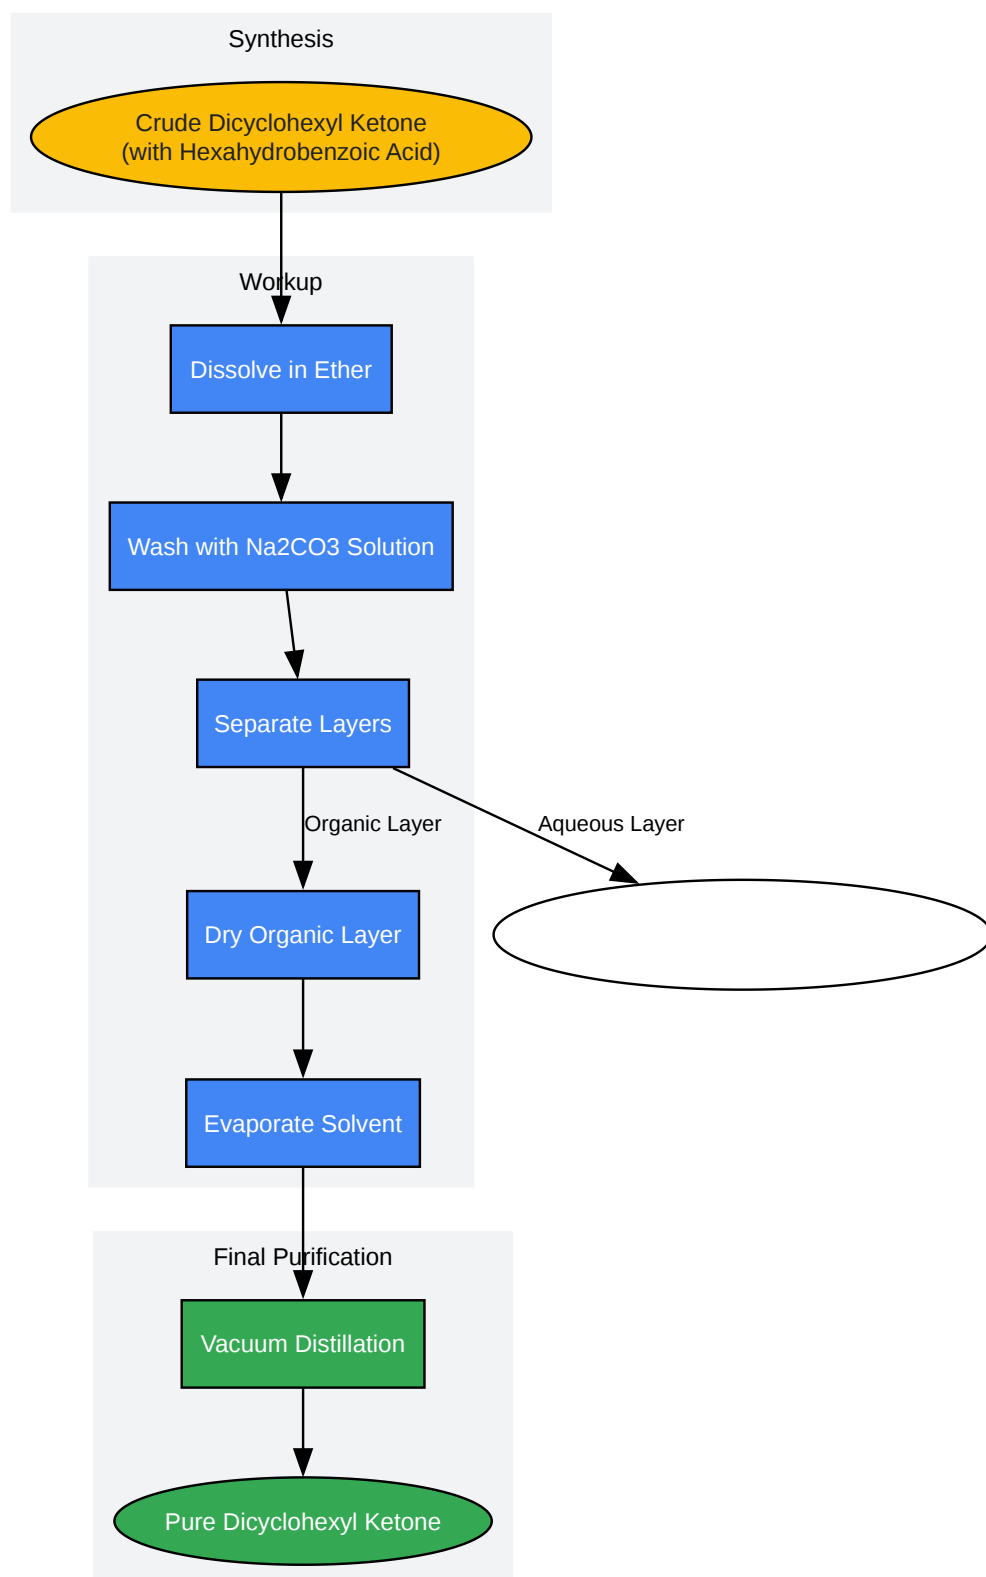 Synthesis
Crude Dicyclohexyl Ketone
(with Hexahydrobenzoic Acid)
Workup
Dissolve in Ether
Wash with Na2CO3 Solution
Separate Layers
Organic Layer
Aqueous Layer
Dry Organic Layer
Evaporate Solvent
Final Purification
Vacuum Distillation
Pure Dicyclohexyl Ketone